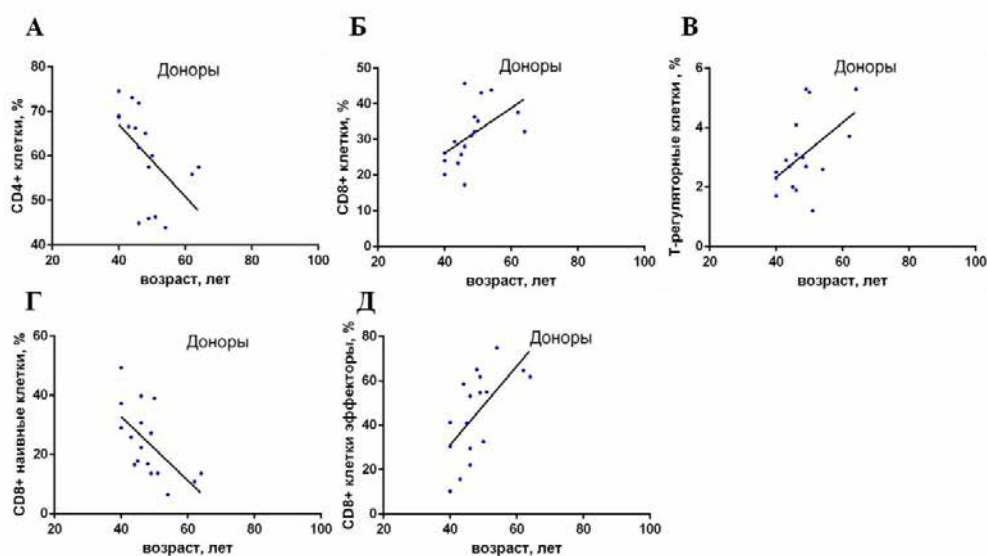 А
Доноры
CD4+ клетки, %
80
70
60
50
40
20
40
60
80
100
возраст, лет
Б
Доноры
CD8+ клетки, %
50
40
30
20
10
0
20
40
60
80
100
возраст, лет
В
Доноры
Т-регуляторные клетки , %
6
4
2
0
20
40
60
80
100
возраст, лет
Г
Доноры
CD8+ наивные клетки, %
60
40
20
0
20
40
60
80
100
возраст, лет
Д
Доноры
CD8+ клетки эффекторы, %
80
60
40
20
0
20
40
60
80
100
возраст, лет